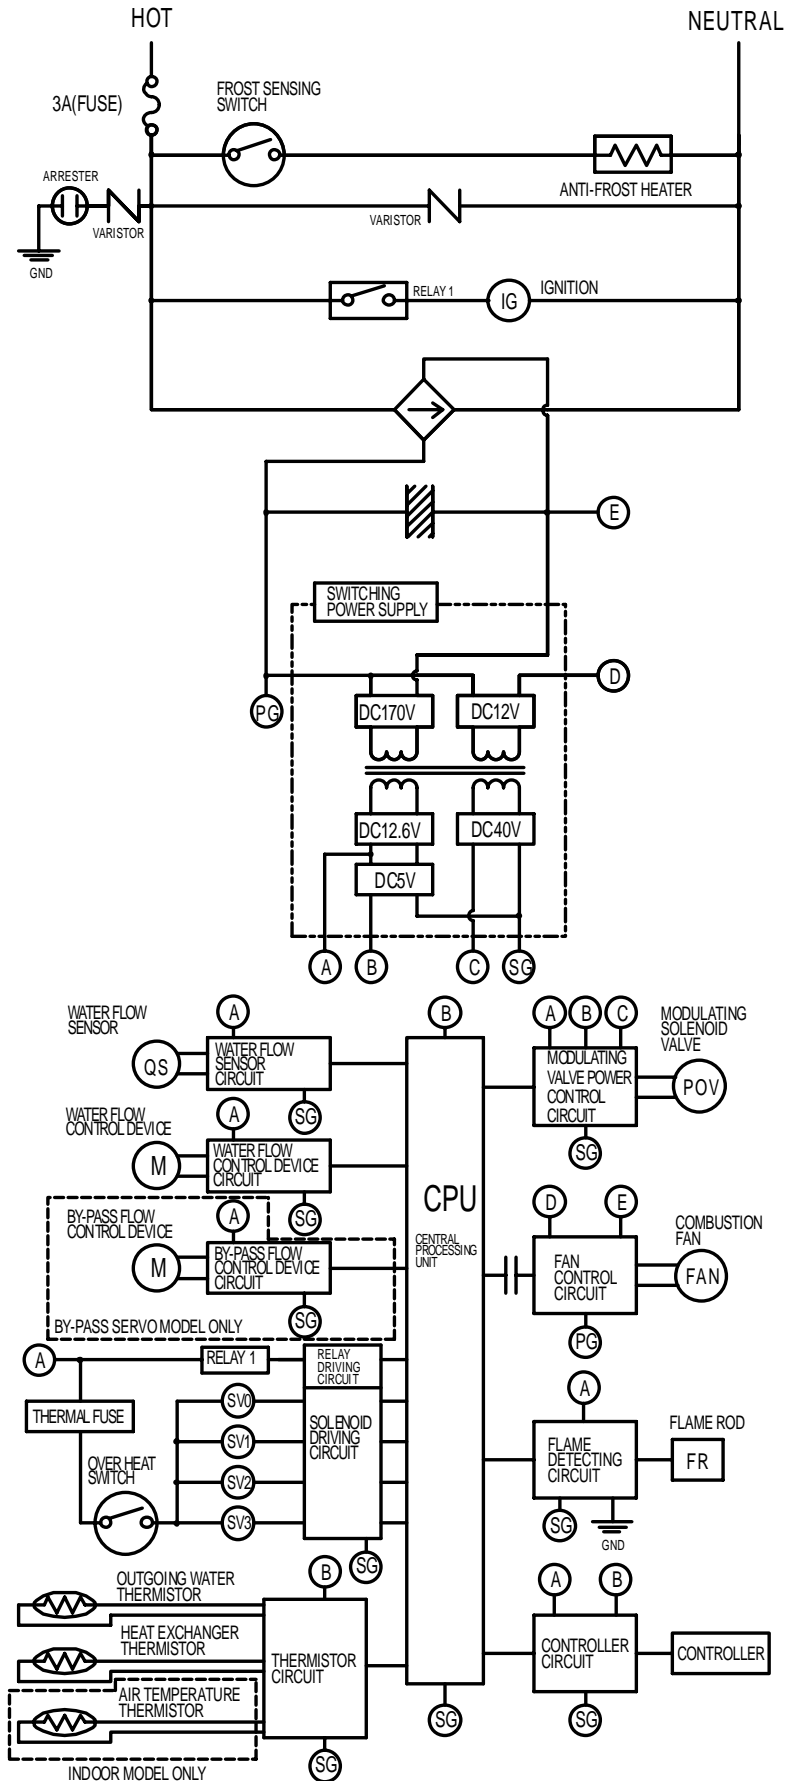 HOT
NEUTRAL
3A(FUSE)
FROST SENSING
SWITCH
ANTI-FROST HEATER
ARRESTER
VARISTOR
GND
VARISTOR
RELAY 1
IG
IGNITION
E
SWITCHING
POWER SUPPLY
D
PG
DC170V
DC12V
DC12.6V
DC40V
DC5V
A
B
C
SG
WATER FLOW
SENSOR
QS
A
WATER FLOW
SENSOR
CIRCUIT
SG
WATER FLOW
CONTROL DEVICE
M
A
WATER FLOW
CONTROL DEVICE
CIRCUIT
SG
BY-PASS FLOW
CONTROL DEVICE
M
A
BY-PASS FLOW
CONTROL DEVICE
CIRCUIT
SG
BY-PASS SERVO MODEL ONLY
A
RELAY 1
RELAY
DRIVING
CIRCUIT
THERMAL FUSE
OVER HEAT
SWITCH
SV0
SV1
SV2
SV3
SOLENOID
DRIVING
CIRCUIT
SG
OUTGOING WATER
THERMISTOR
HEAT EXCHANGER
THERMISTOR
AIR TEMPERATURE
THERMISTOR
INDOOR MODEL ONLY
B
THERMISTOR
CIRCUIT
SG
B
CPU
CENTRAL
PROCESSING
UNIT
SG
A
B
C
MODULATING
VALVE POWER
CONTROL
CIRCUIT
SG
MODULATING
SOLENOID
VALVE
POV
D
E
FAN
CONTROL
CIRCUIT
PG
COMBUSTION
FAN
FAN
A
FLAME
DETECTING
CIRCUIT
SG
GND
FLAME ROD
FR
A
B
CONTROLLER
CIRCUIT
SG
CONTROLLER